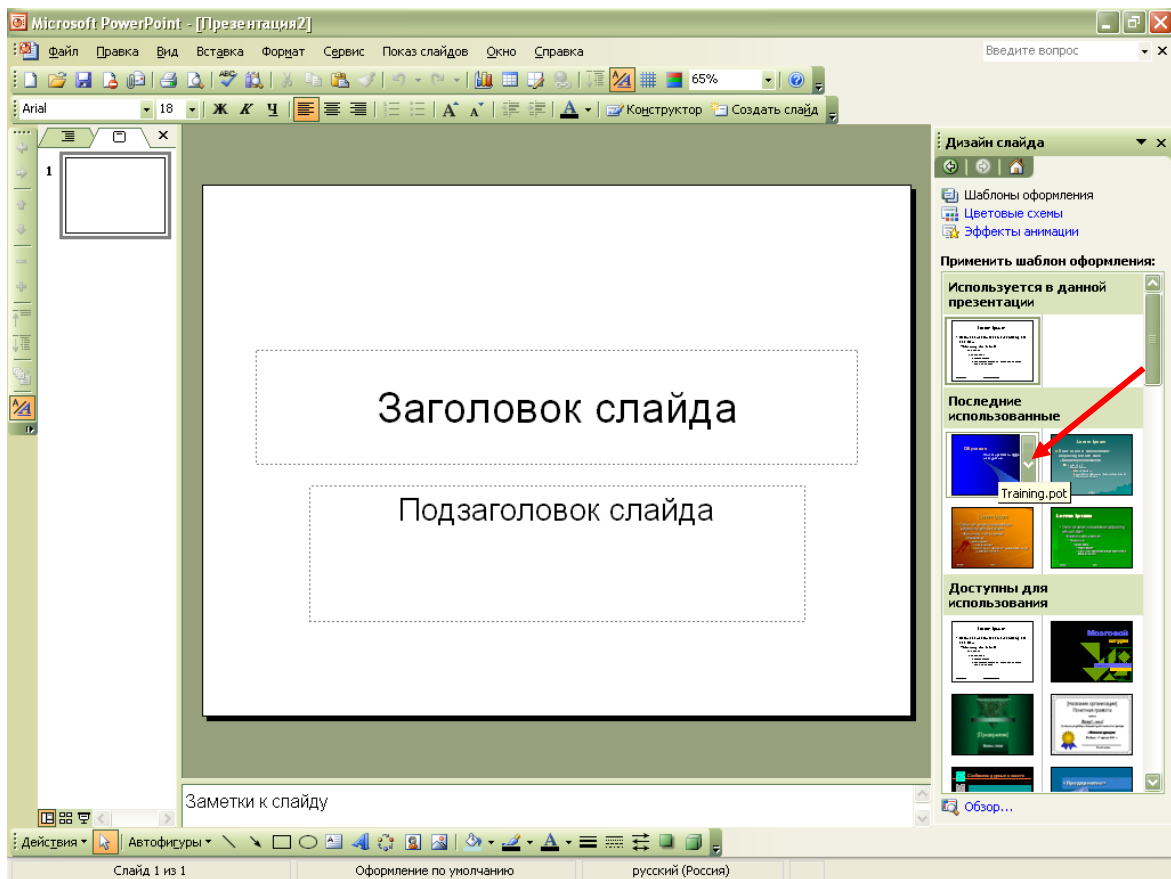 Microsoft PowerPoint - [Презентация2]
Файл Правка Вид Вставка Формат Сервис Показ слайдов Окно Справка Введите вопрос
65%
Arial 18 Ж К Ч Конструктор Создать слайд
Дизайн слайда
1
Шаблоны оформления
Цветовые схемы
Эффекты анимации
Применить шаблон оформления:
Используется в данной
презентации
Последние
использованные
Training.pot
Заголовок слайда
Подзаголовок слайда
Доступны для
использования
Мозговой
штурм
[Предприятие]
Заметки к слайду
Обзор...
Действия Автофигуры
Слайд 1 из 1 Оформление по умолчанию русский (Россия)